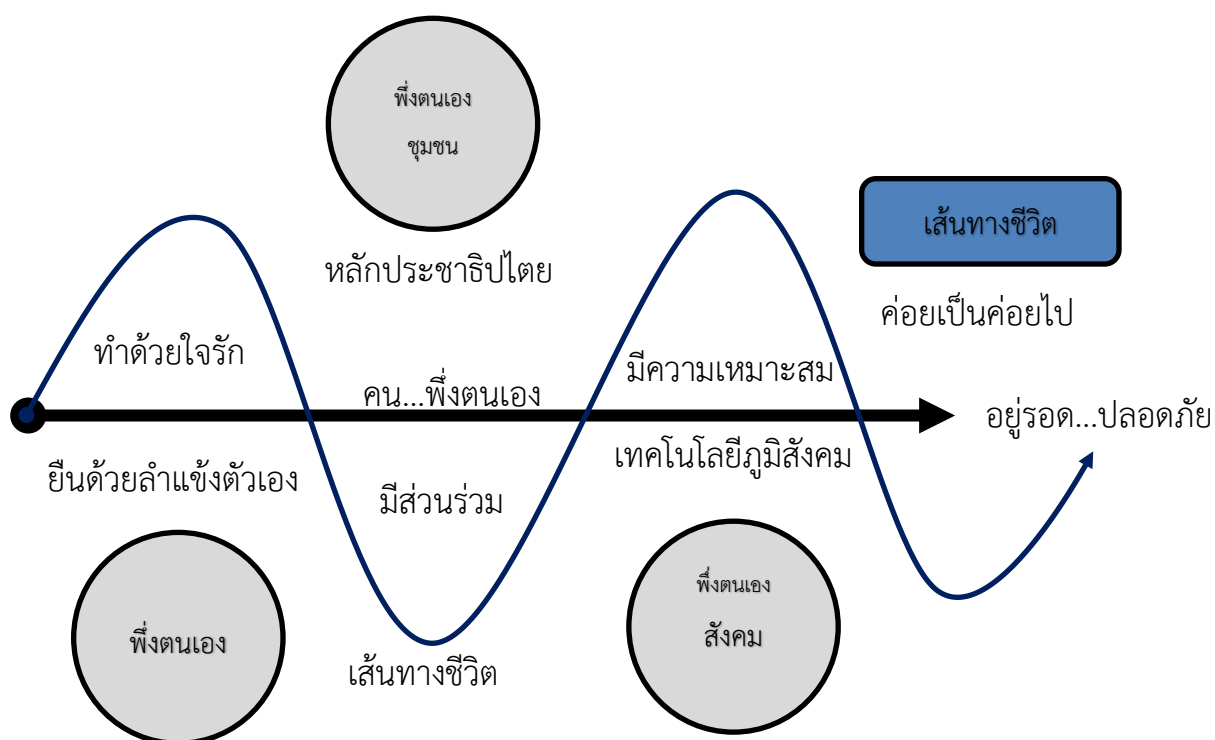 พึ่งตนเอง
ชุมชน
เส้นทางชีวิต
หลักประชาธิปไตย
ค่อยเป็นค่อยไป
ทำด้วยใจรัก
มีความเหมาะสม
คน...พึ่งตนเอง
อยู่รอด...ปลอดภัย
เทคโนโลยีภูมิสังคม
ยืนด้วยลำแข้งตัวเอง
มีส่วนร่วม
พึ่งตนเอง
สังคม
พึ่งตนเอง
เส้นทางชีวิต